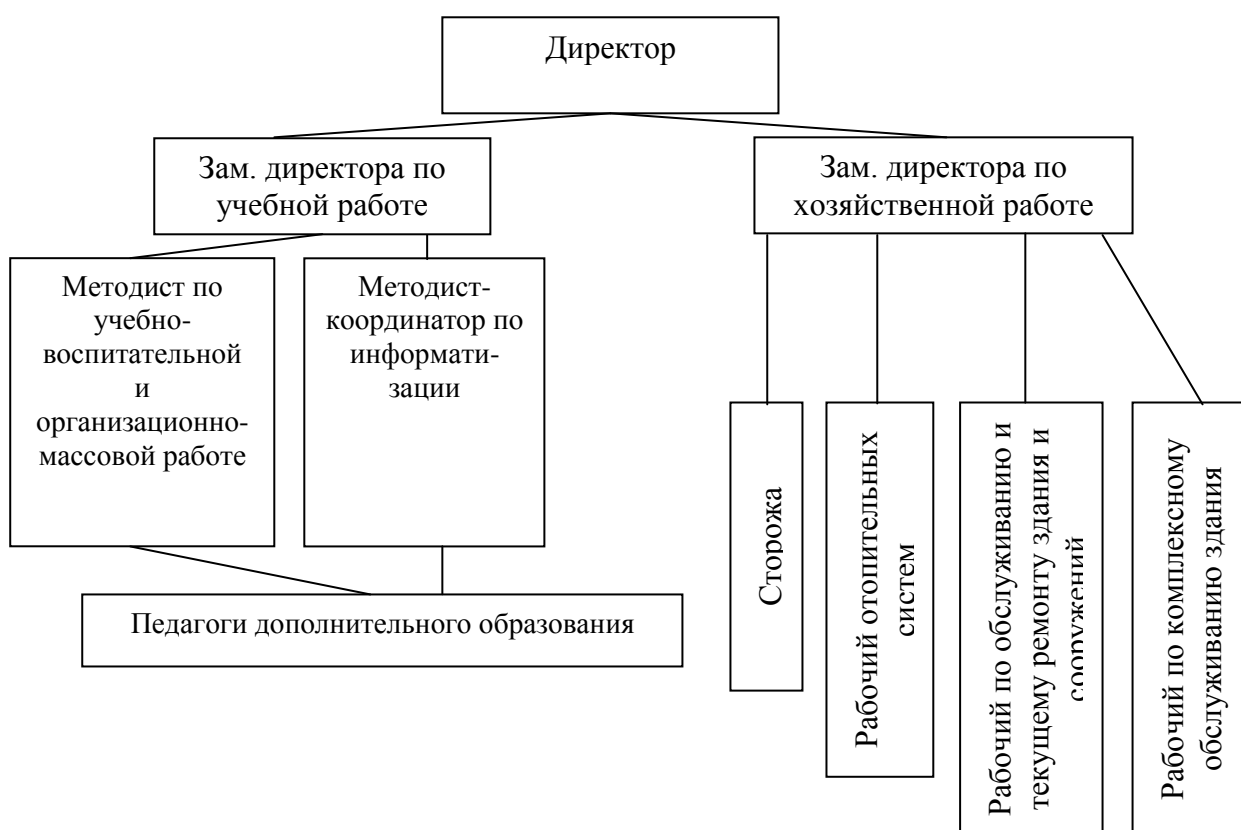 Директор
Зам. директора по
учебной работе
Зам. директора по
хозяйственной работе
Методист по
учебно-
воспитательной
и
организационно-
массовой работе
Методист-
координатор по
информати-
зации
Педагоги дополнительного образования
Сторожа
Рабочий отопительных
систем
Рабочий по обслуживанию и
текущему ремонту здания и
сооружений
Рабочий по комплексному
обслуживанию здания